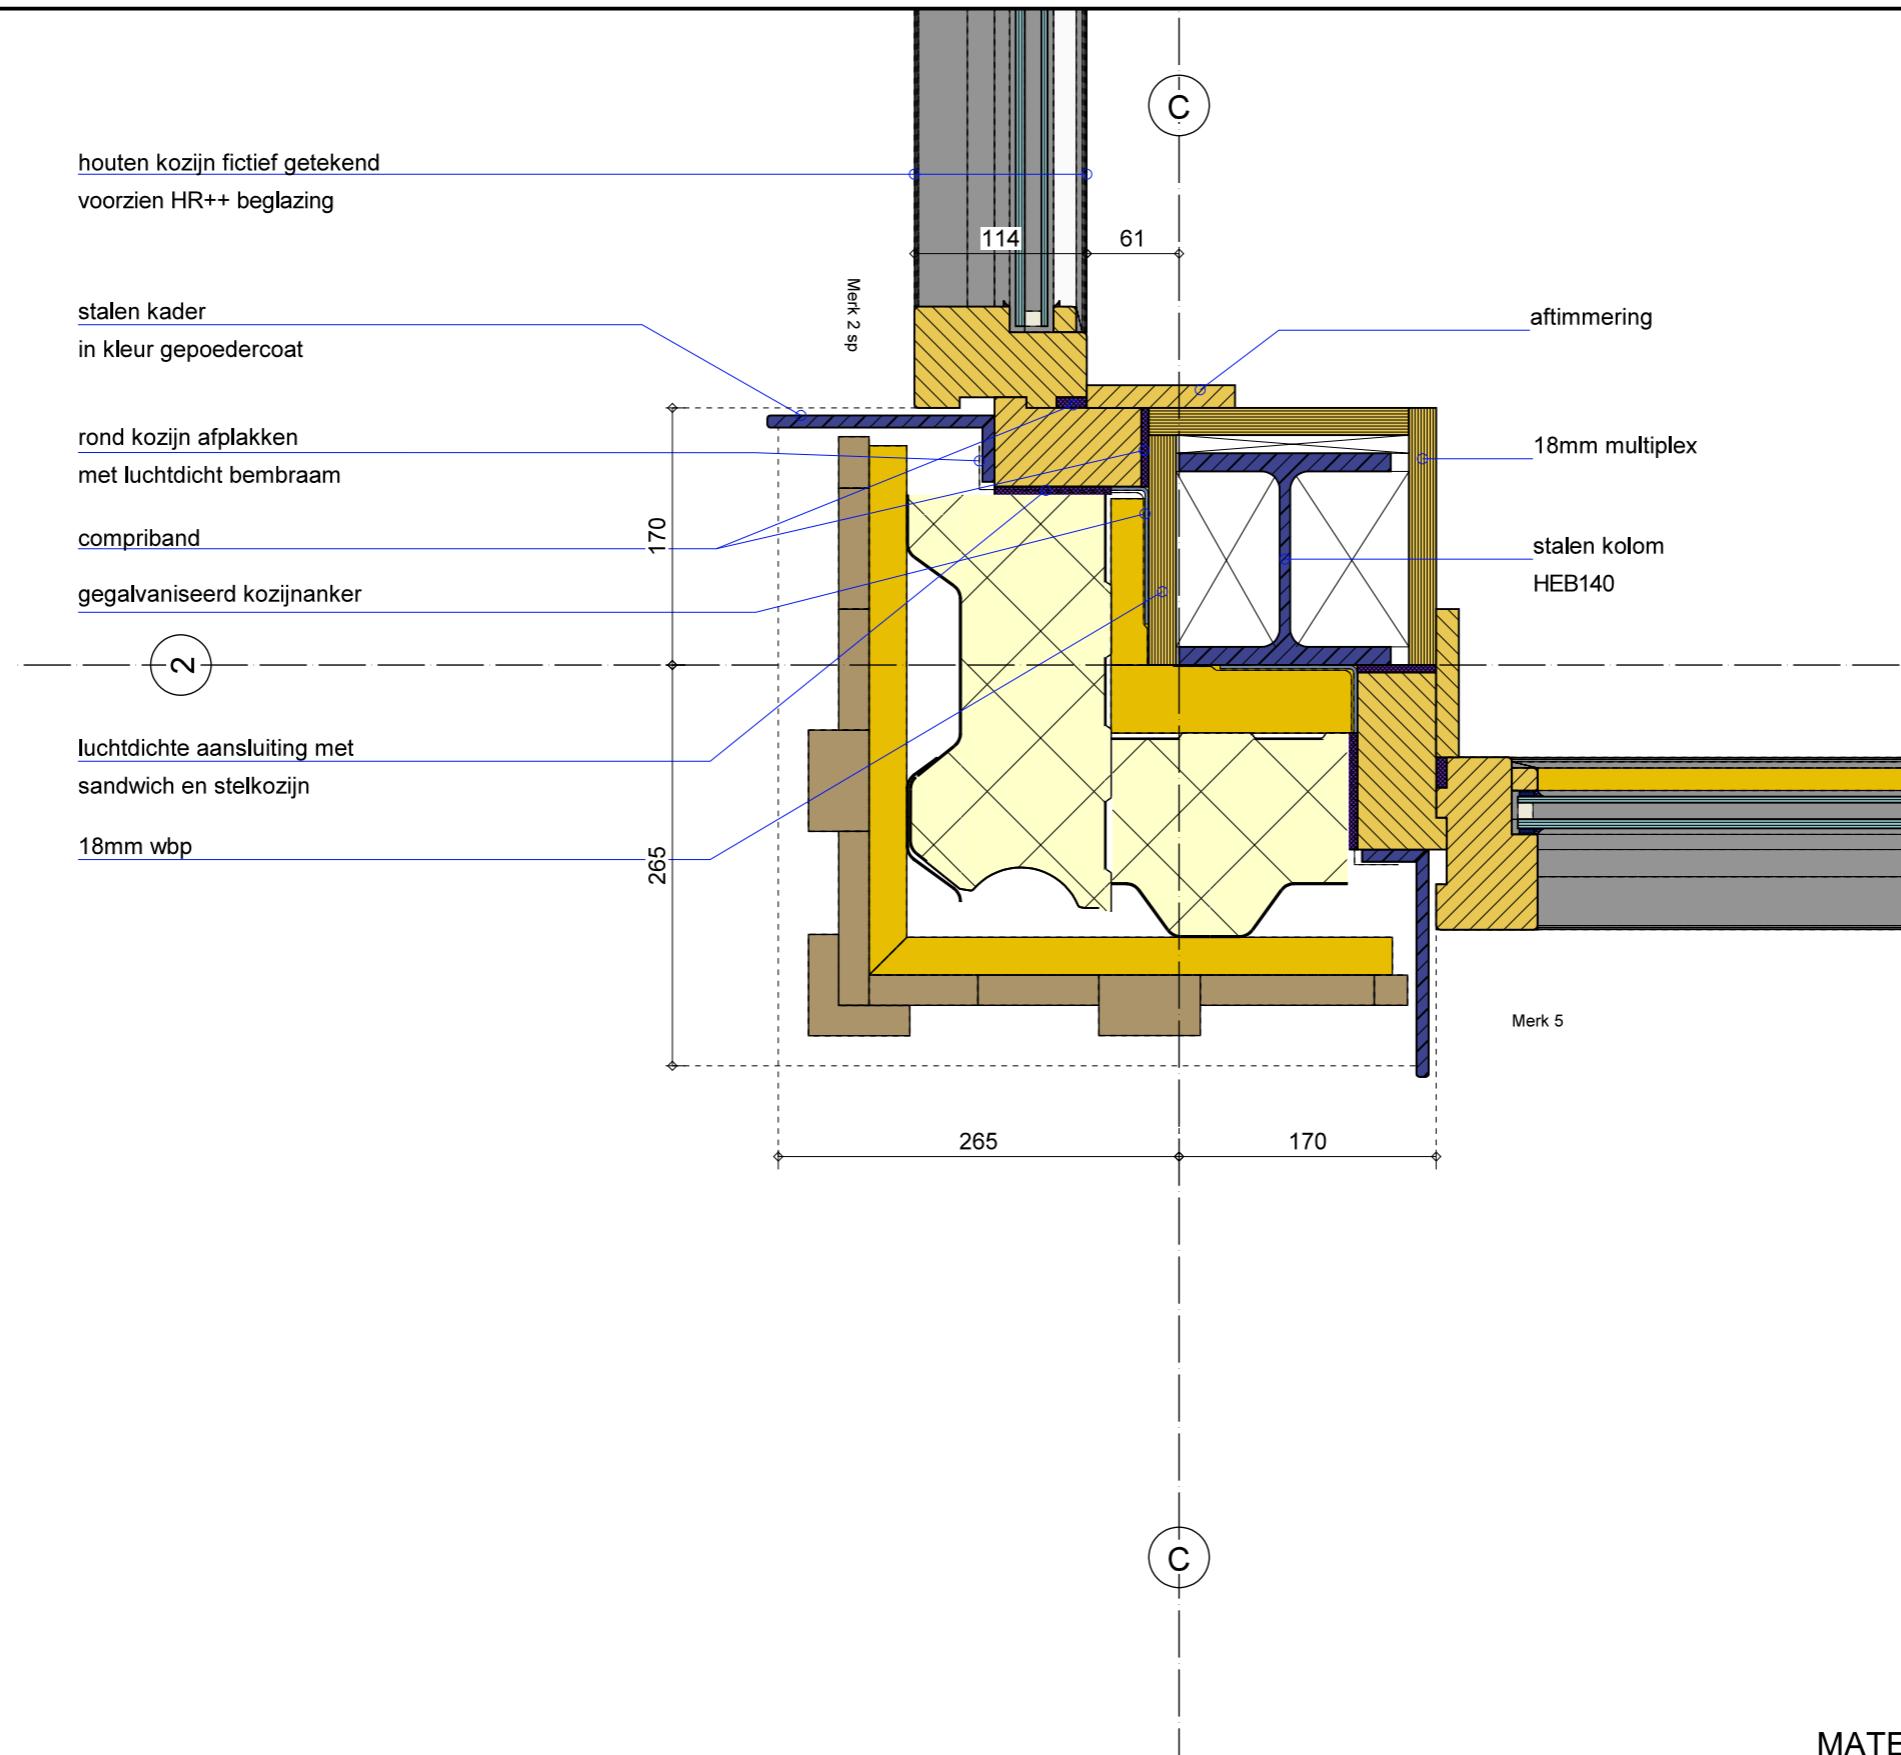 C
houten kozijn fictief getekend
voorzien HR++ beglazing
114
61
Merk 2 sp
stalen kader
in kleur gepoedercoat
aftimmering
rond kozijn afplakken
met luchtdicht bembraam
18mm multiplex
170
compriband
stalen kolom
HEB140
gegalvaniseerd kozijnanker
2
luchtdichte aansluiting met
sandwich en stelkozijn
18mm wbp
265
Merk 5
265
170
C
MATE